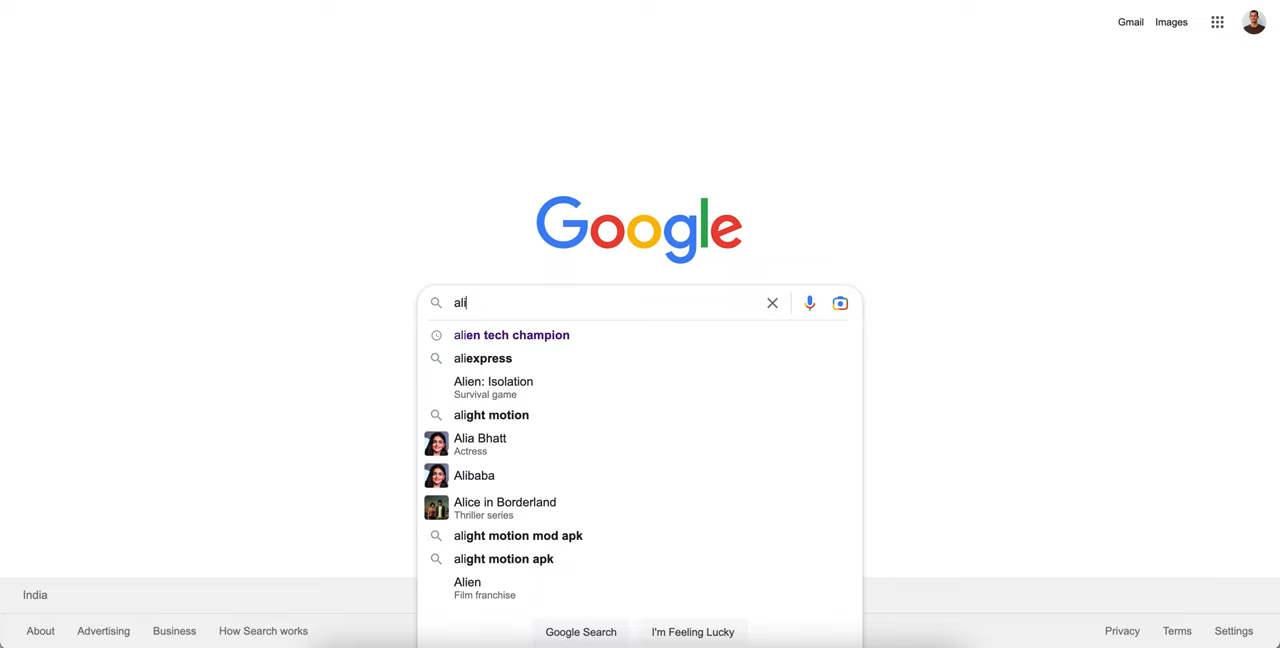 Gmail Images
Google
ali
alien tech champion
aliexpress
Alien: Isolation
Survival game
alight motion
Alia Bhatt
Actress
Alibaba
Alice in Borderland
Thriller series
alight motion mod apk
alight motion apk
Alien
Film franchise
India
Google Search I'm Feeling Lucky
About Advertising Business How Search works Privacy Terms Settings